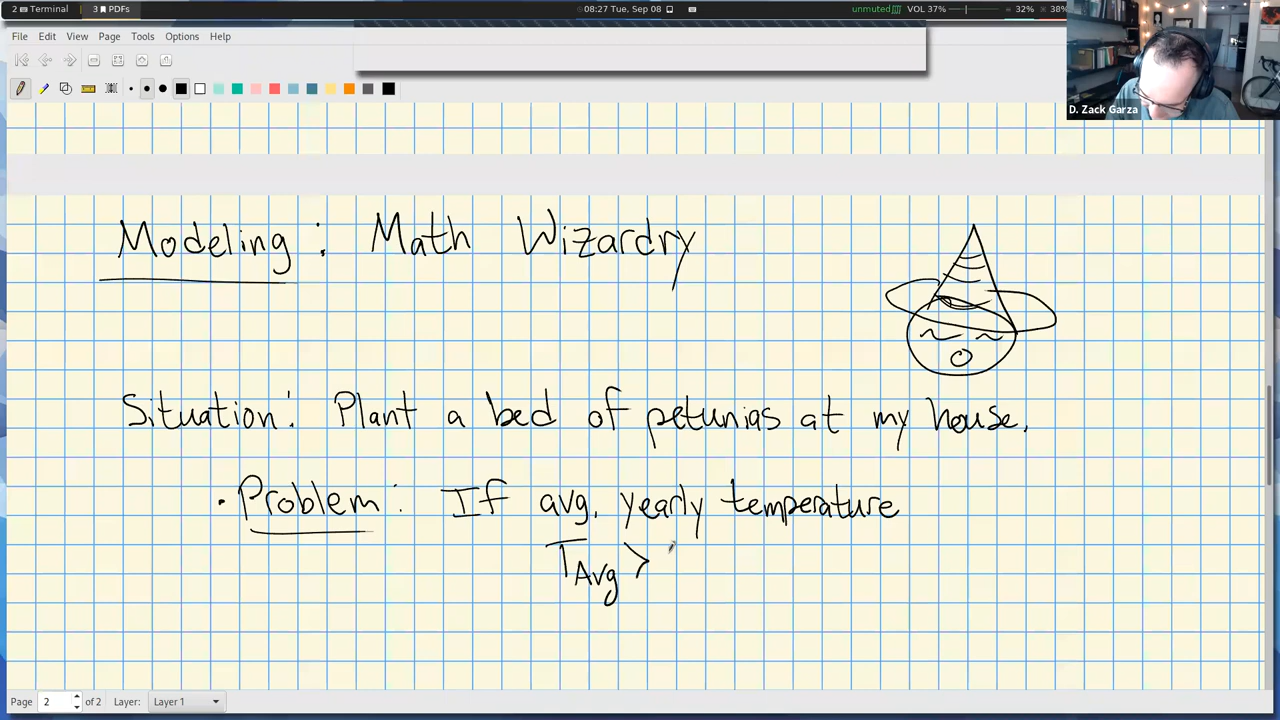 2 Terminal 3 PDFs 08:27 Tue, Sep 08 unmuted VOL 37% 32% 38%
File Edit View Page Tools Options Help
D. Zack Garza
Modeling: Math Wizardry
Situation: Plant a bed of petunias at my house.
· Problem: If avg. yearly temperature
T_Avg >
Page 2 of 2 Layer: Layer 1